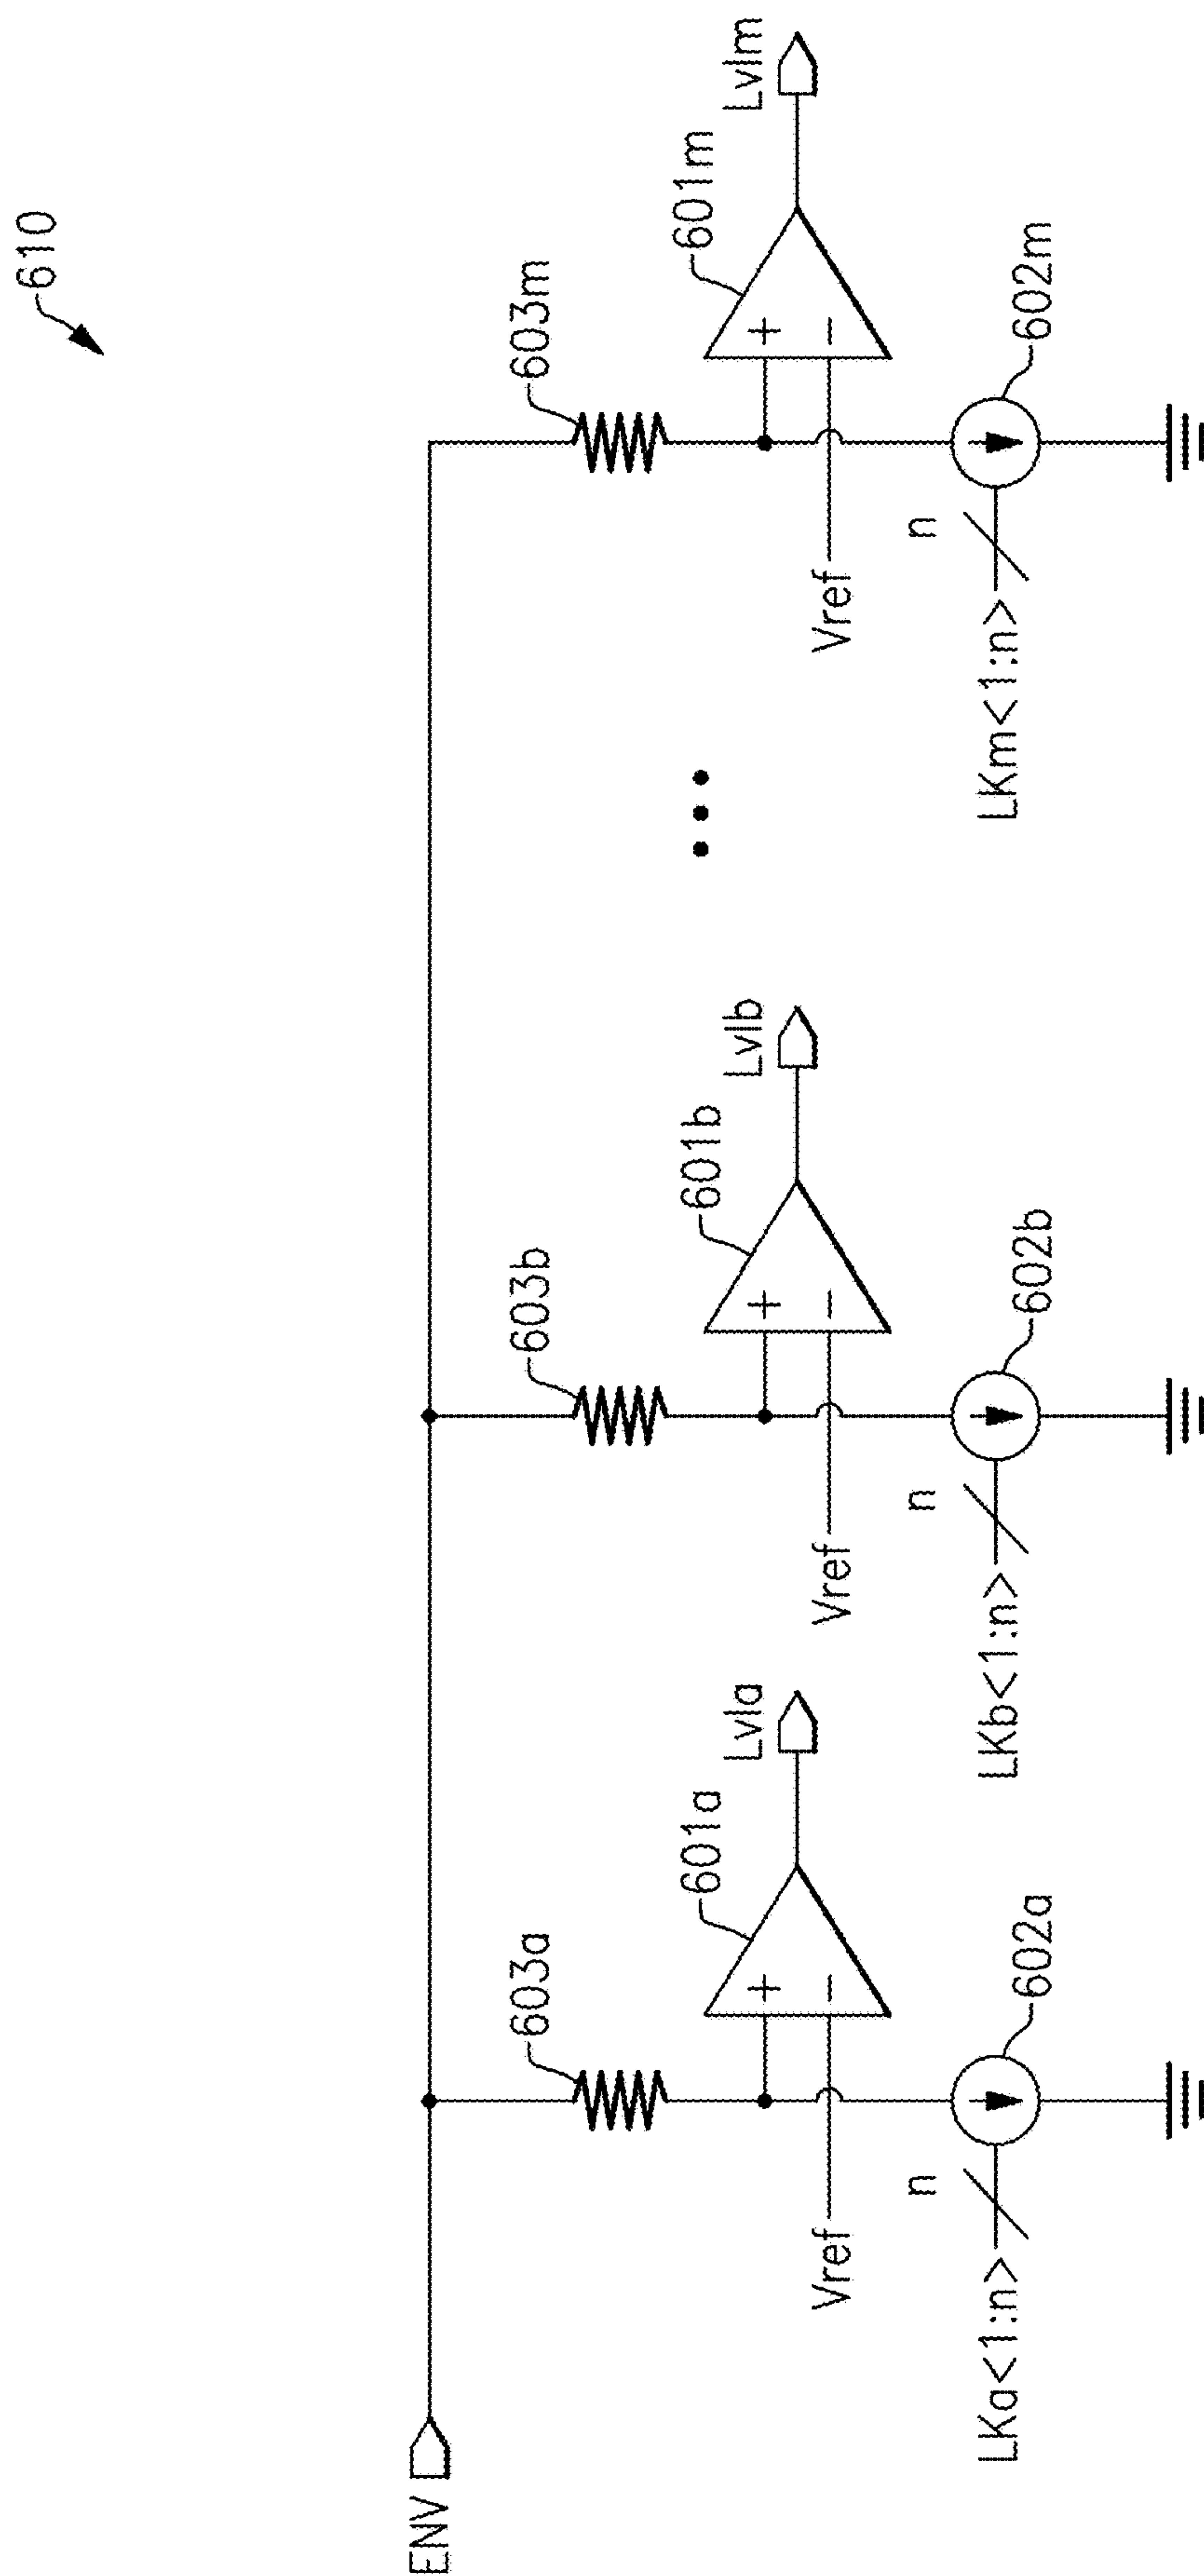 610
ENV
603a
603b
603m
601a
Lvla
601b
Lvlb
601m
Lvlm
+
−
+
−
+
−
Vref
Vref
Vref
n
602a
n
602b
n
602m
LKa<1:n>
LKb<1:n>
LKm<1:n>